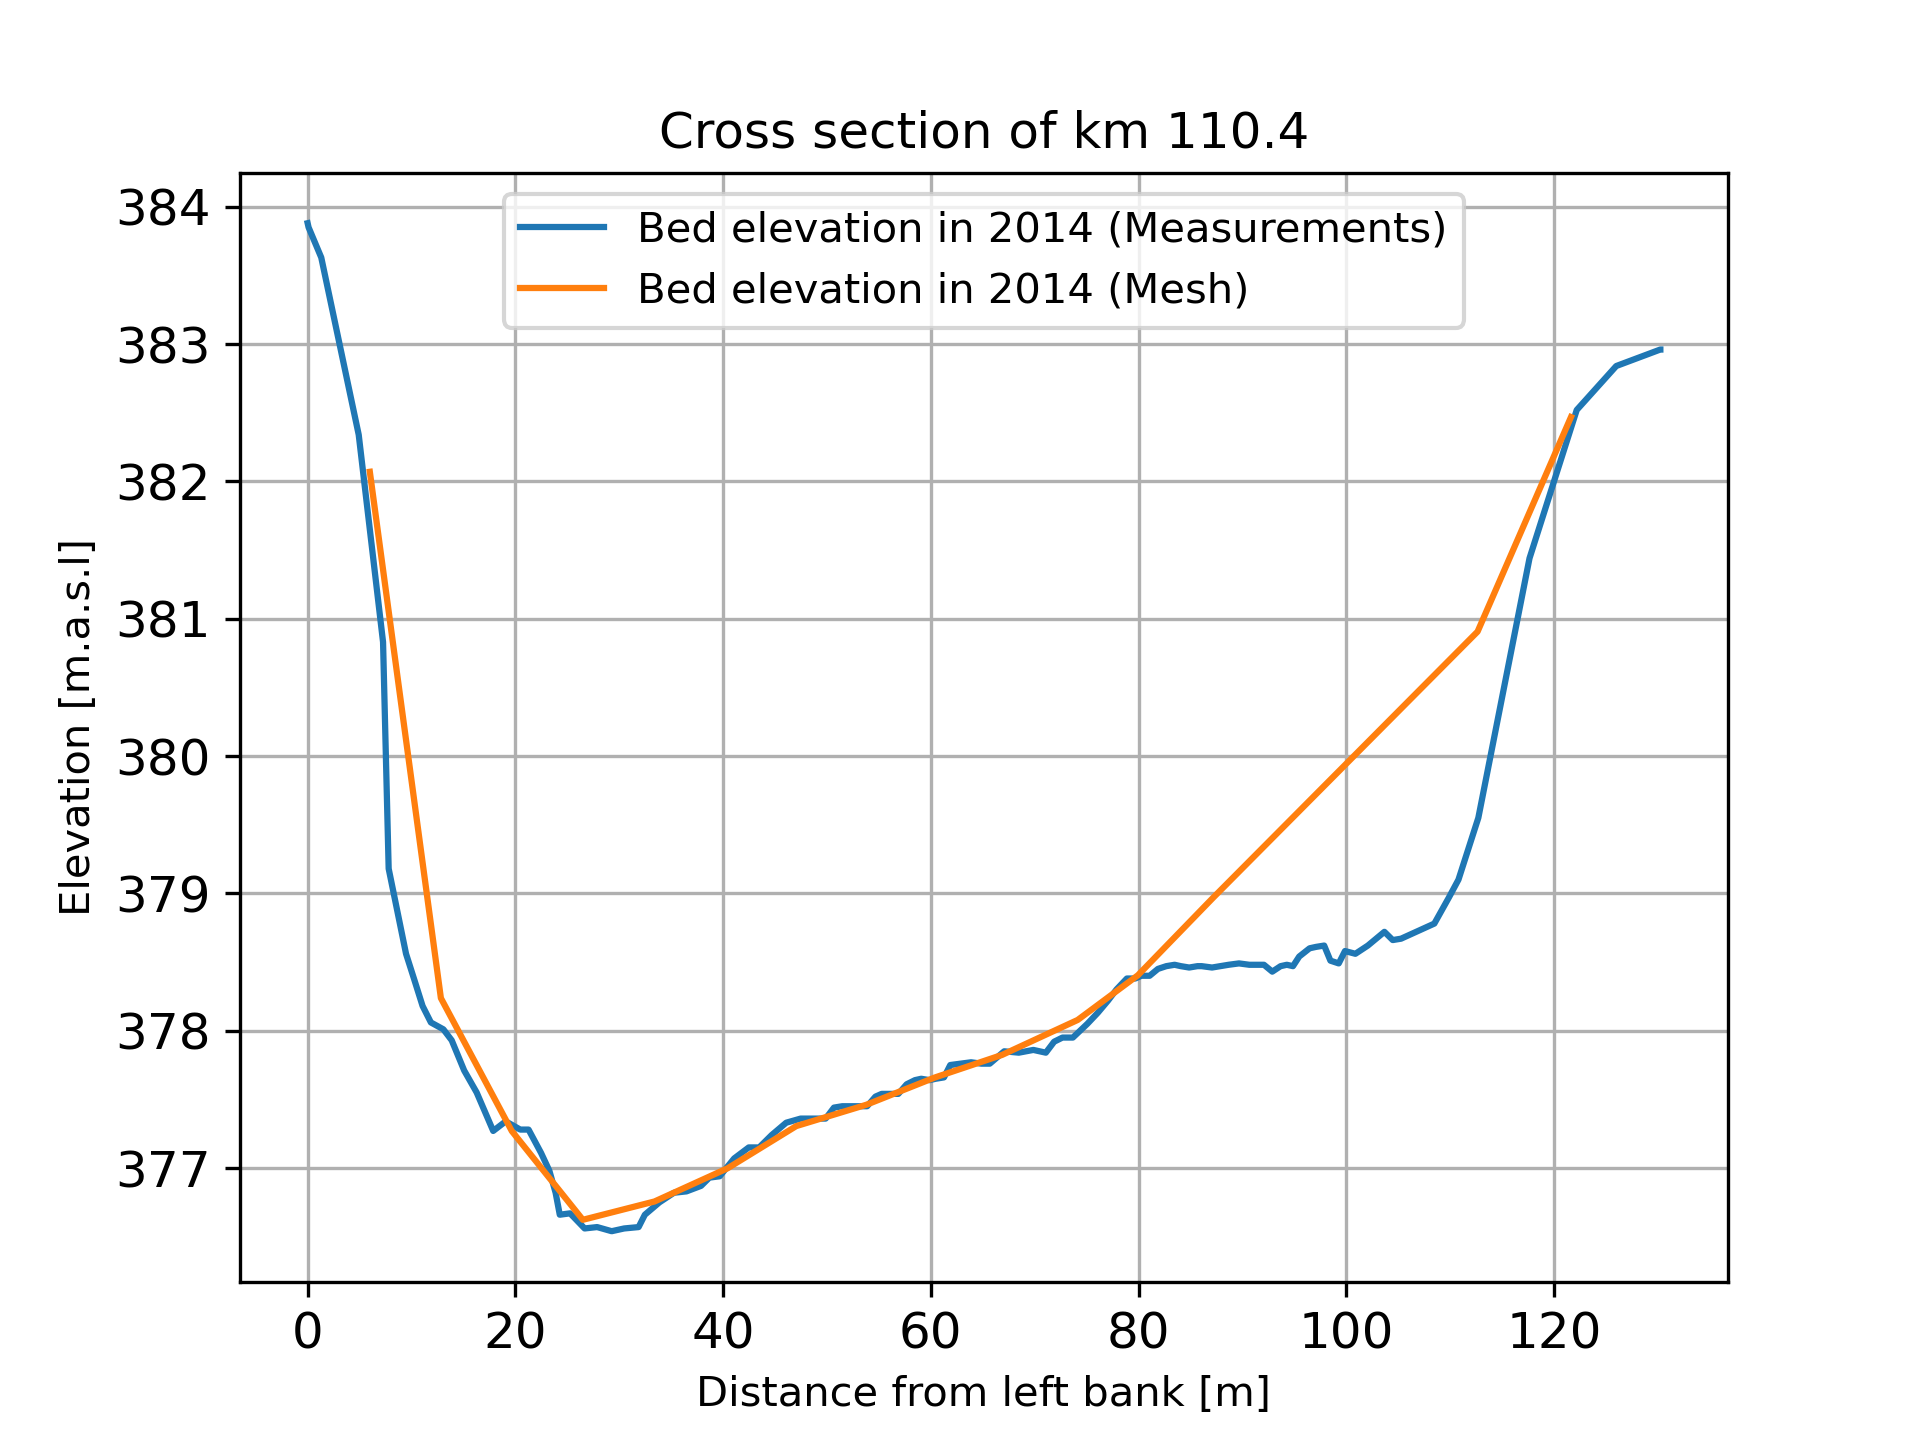 Cross section of km 110.4
Bed elevation in 2014 (Measurements)
Bed elevation in 2014 (Mesh)
384
383
382
381
380
379
378
377
Elevation [m.a.s.l]
0 20 40 60 80 100 120
Distance from left bank [m]